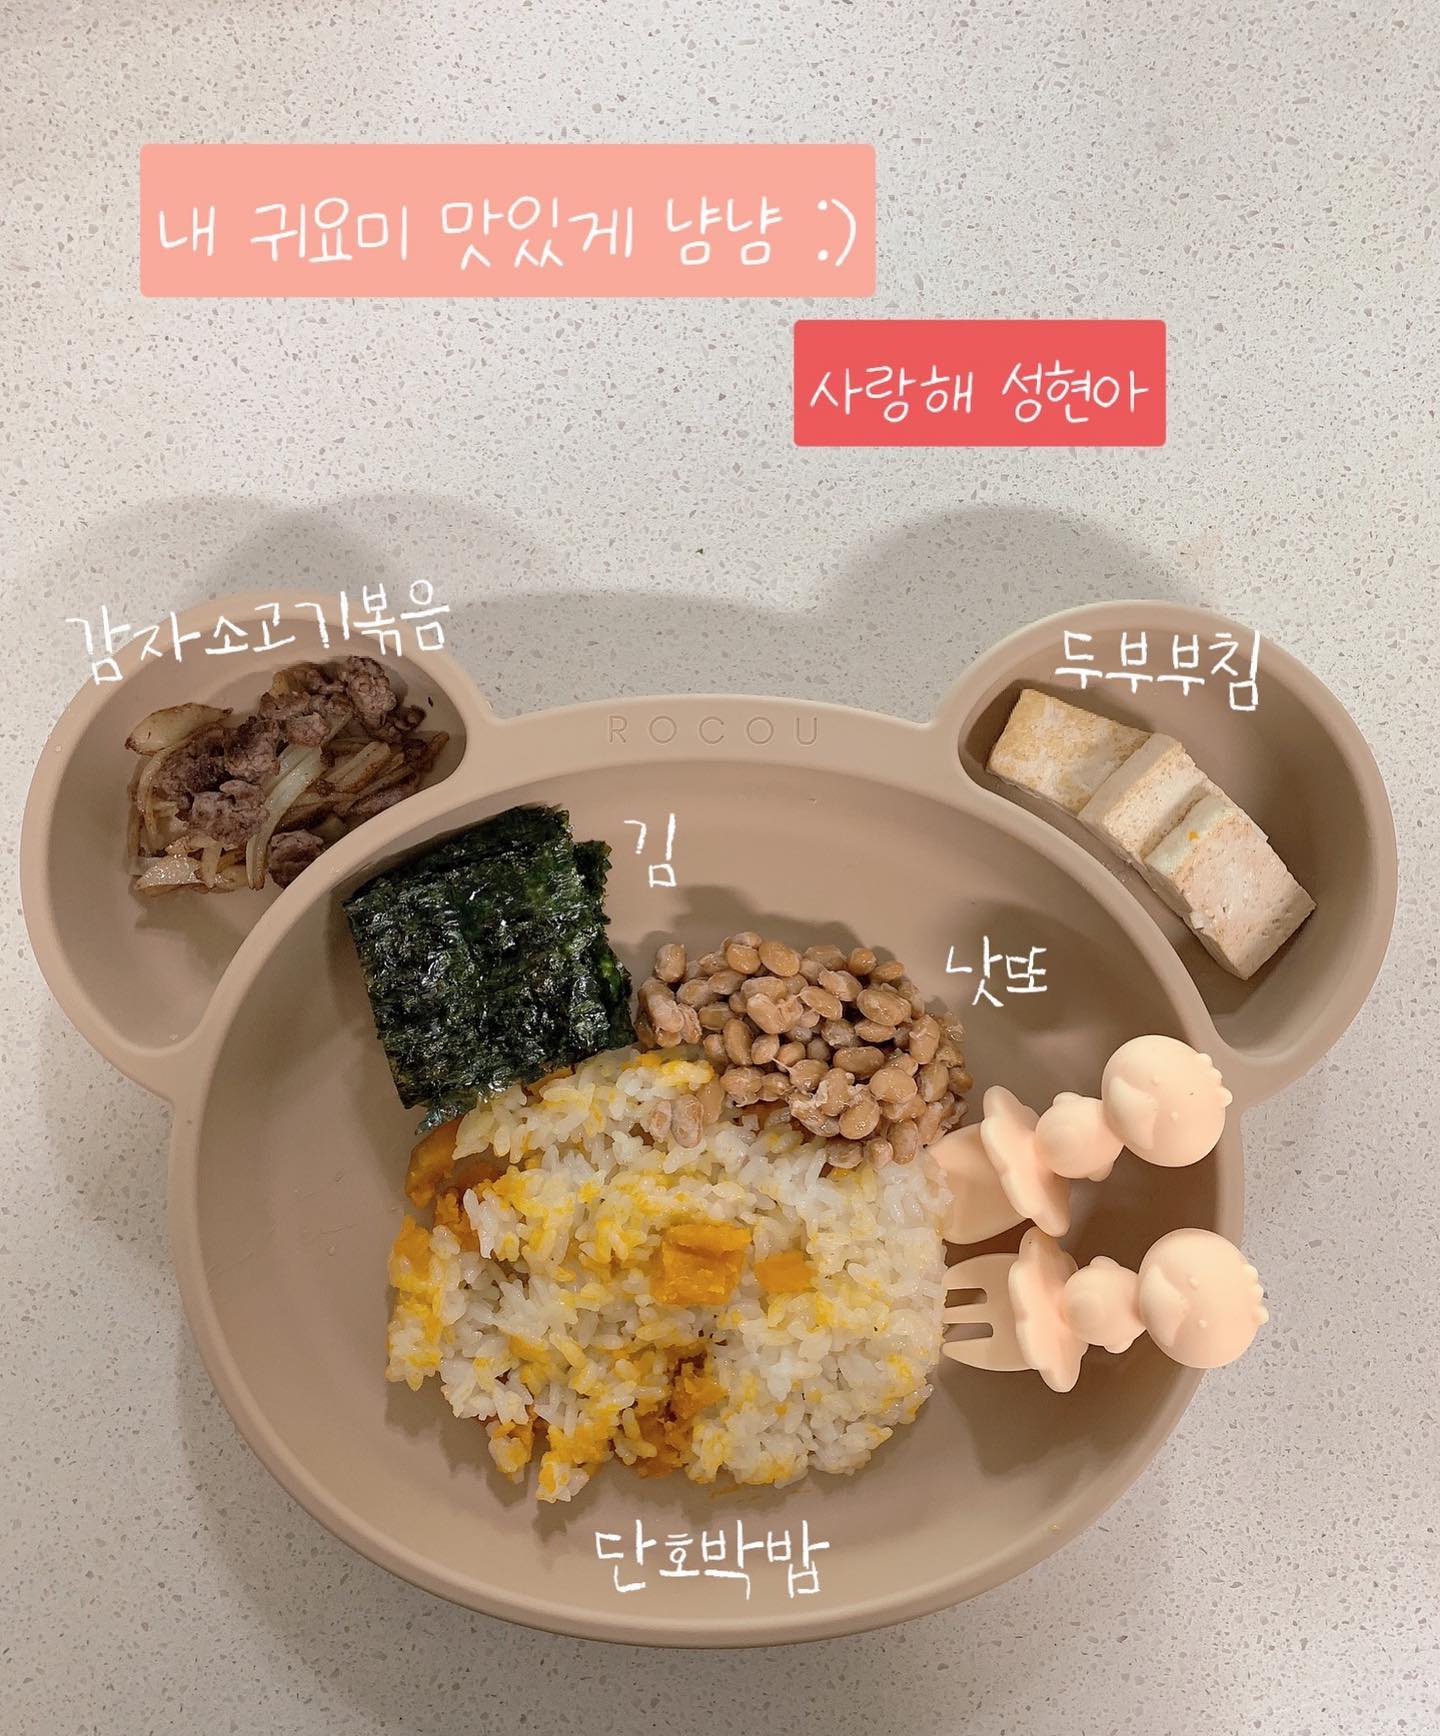 내 귀요미 맛있게 냠냠 :)
사랑해 성현아
감자소고기볶음
두부부침
ROCOU
김
낫또
단호박밥